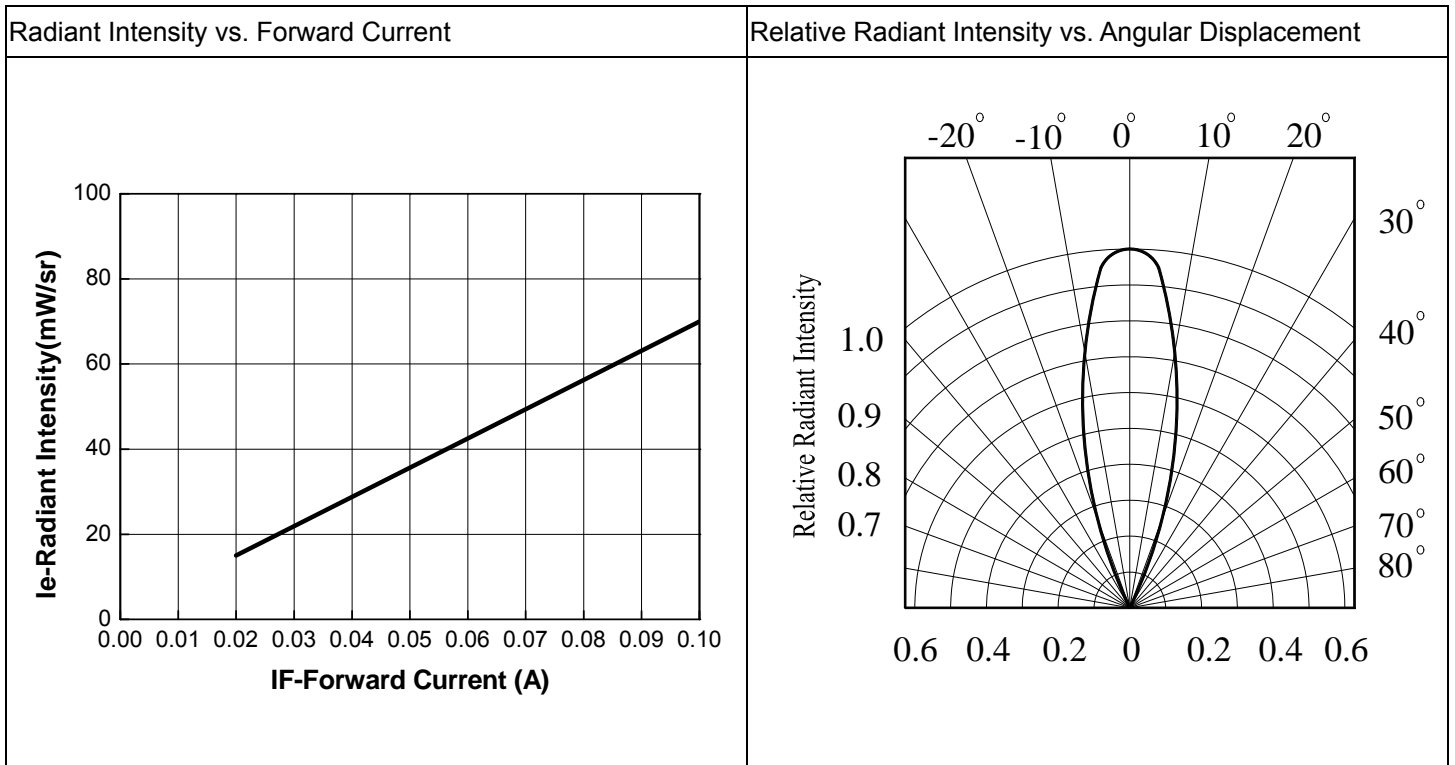 Radiant Intensity vs. Forward Current
Ie-Radiant Intensity(mW/sr)
100
80
60
40
20
0
0.00 0.01 0.02 0.03 0.04 0.05 0.06 0.07 0.08 0.09 0.10
IF-Forward Current (A)
Relative Radiant Intensity vs. Angular Displacement
-20° -10° 0° 10° 20°
30°
40°
50°
60°
70°
80°
Relative Radiant Intensity
1.0
0.9
0.8
0.7
0.6 0.4 0.2 0 0.2 0.4 0.6